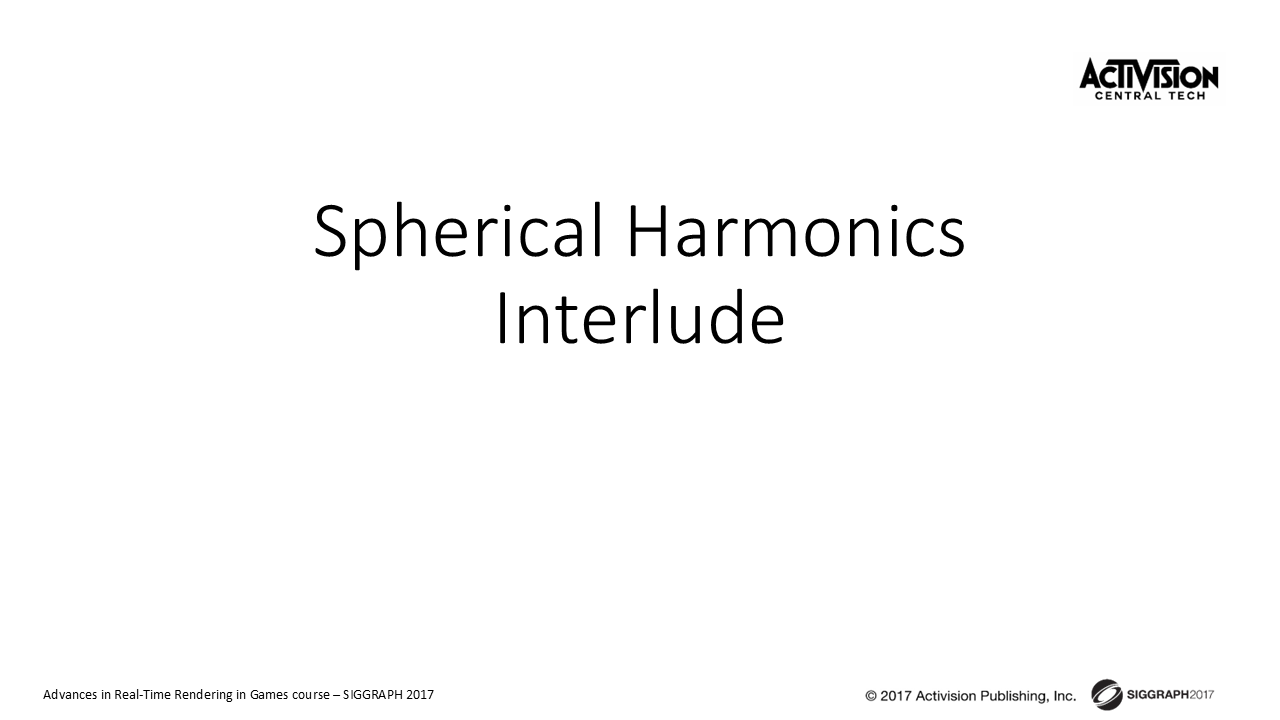 ACTIVISION
CENTRAL TECH
Spherical Harmonics
Interlude
Advances in Real-Time Rendering in Games course – SIGGRAPH 2017
© 2017 Activision Publishing, Inc.
SIGGRAPH2017